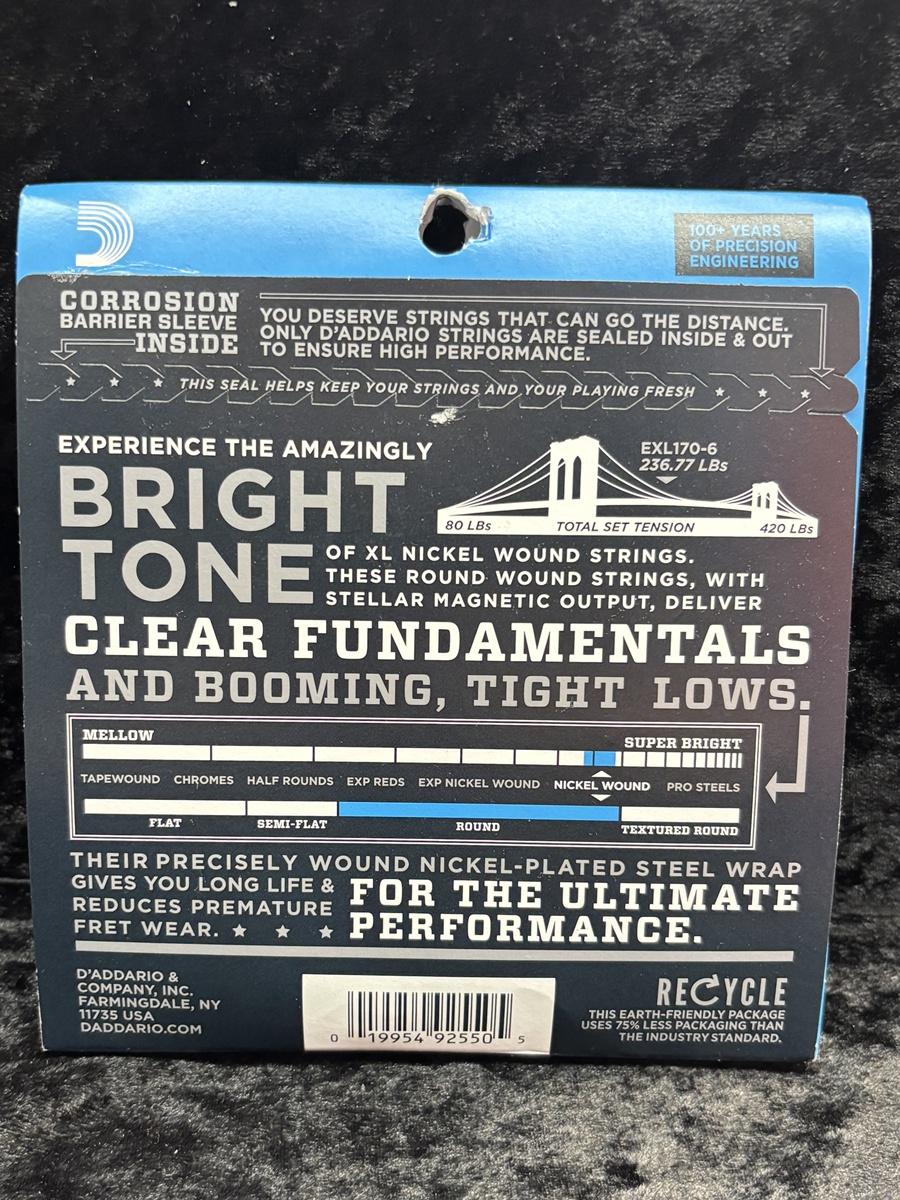 100+ YEARS
OF PRECISION
ENGINEERING
CORROSION
BARRIER SLEEVE
INSIDE
YOU DESERVE STRINGS THAT CAN GO THE DISTANCE.
ONLY D'ADDARIO STRINGS ARE SEALED INSIDE & OUT
TO ENSURE HIGH PERFORMANCE.
THIS SEAL HELPS KEEP YOUR STRINGS AND YOUR PLAYING FRESH
EXPERIENCE THE AMAZINGLY
BRIGHT
TONE
EXL170-6
236.77 LBs
80 LBs TOTAL SET TENSION 420 LBs
OF XL NICKEL WOUND STRINGS.
THESE ROUND WOUND STRINGS, WITH
STELLAR MAGNETIC OUTPUT, DELIVER
CLEAR FUNDAMENTALS
AND BOOMING, TIGHT LOWS.
MELLOW SUPER BRIGHT
TAPEWOUND CHROMES HALF ROUNDS EXP REDS EXP NICKEL WOUND NICKEL WOUND PRO STEELS
FLAT SEMI-FLAT ROUND TEXTURED ROUND
THEIR PRECISELY WOUND NICKEL-PLATED STEEL WRAP
GIVES YOU LONG LIFE &
REDUCES PREMATURE
FRET WEAR.
FOR THE ULTIMATE
PERFORMANCE.
D'ADDARIO &
COMPANY, INC.
FARMINGDALE, NY
11735 USA
DADDARIO.COM
0 19954 92550 5
RECYCLE
THIS EARTH-FRIENDLY PACKAGE
USES 75% LESS PACKAGING THAN
THE INDUSTRY STANDARD.